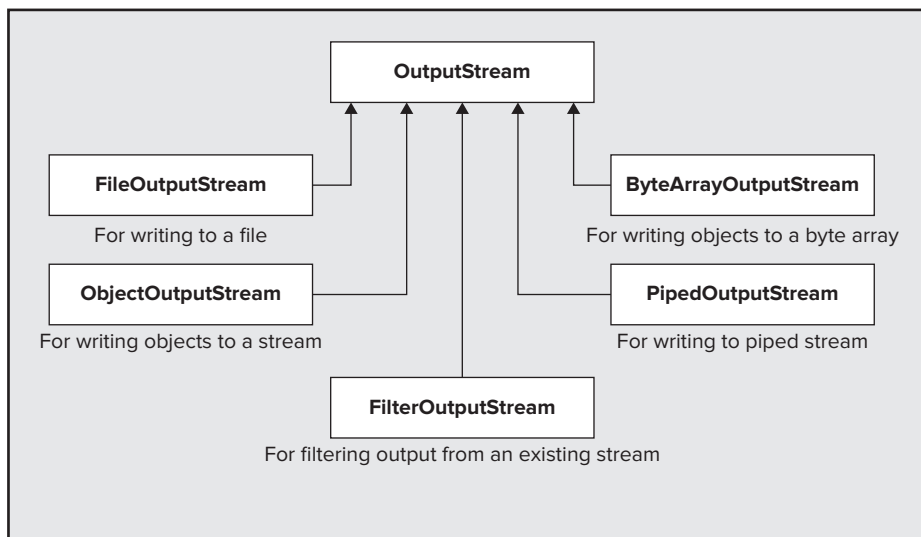 OutputStream
FileOutputStream
For writing to a file
ByteArrayOutputStream
For writing objects to a byte array
ObjectOutputStream
For writing objects to a stream
PipedOutputStream
For writing to piped stream
FilterOutputStream
For filtering output from an existing stream